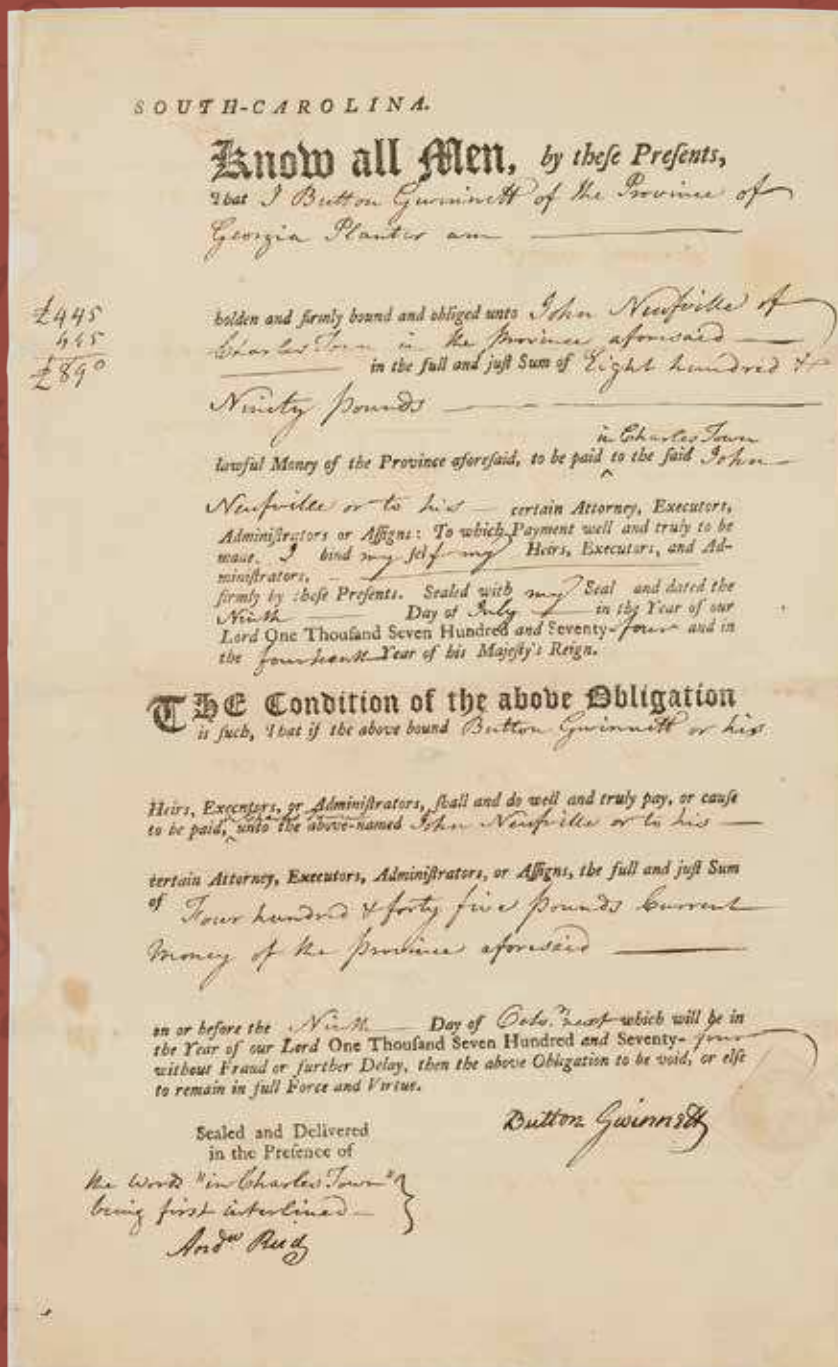 SOUTH-CAROLINA.
Know all Men, by these Presents,
That I Button Gwinnett of the Province of
Georgia Planter am
£445
445
£890
holden and firmly bound and obliged unto John Neufville of
Charles Town in the Province aforesaid
in the full and just Sum of Eight hundred &
Ninety pounds
in Charles Town
lawful Money of the Province aforesaid, to be paid ^ to the said John
Neufville or to his certain Attorney, Executors,
Administrators or Assigns: To which Payment well and truly to be
made, I bind my self my Heirs, Executors, and Ad-
ministrators,
firmly by these Presents. Sealed with my Seal and dated the
Ninth Day of July in the Year of our
Lord One Thousand Seven Hundred and Seventy-four and in
the fourteenth Year of his Majesty's Reign.
THE Condition of the above Obligation
is such, That if the above bound Button Gwinnett or his
Heirs, Executors, or Administrators, shall and do well and truly pay, or cause
to be paid, ^ unto the above-named John Neufville or to his
certain Attorney, Executors, Administrators, or Assigns, the full and just Sum
of Four hundred & forty five pounds Current
money of the province aforesaid
on or before the Ninth Day of Octo.r next which will be in
the Year of our Lord One Thousand Seven Hundred and Seventy-four
without Fraud or further Delay, then the above Obligation to be void, or else
to remain in full Force and Virtue.
Button Gwinnett
Sealed and Delivered
in the Presence of
the words "in Charles Town"
being first interlined
And.w Reid